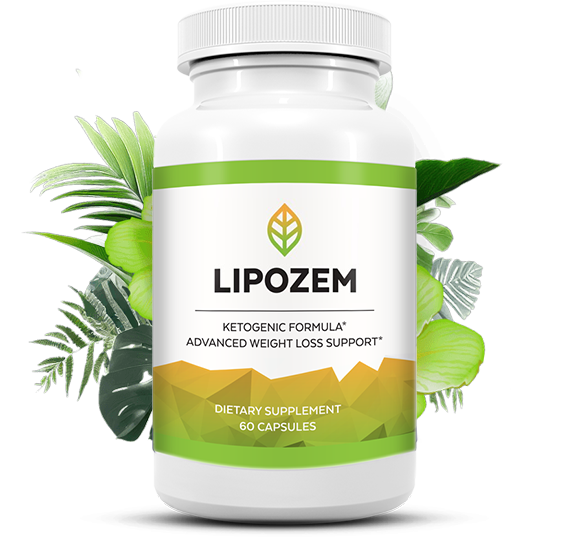 LIPOZEM
KETOGENIC FORMULA*
ADVANCED WEIGHT LOSS SUPPORT*
DIETARY SUPPLEMENT
60 CAPSULES